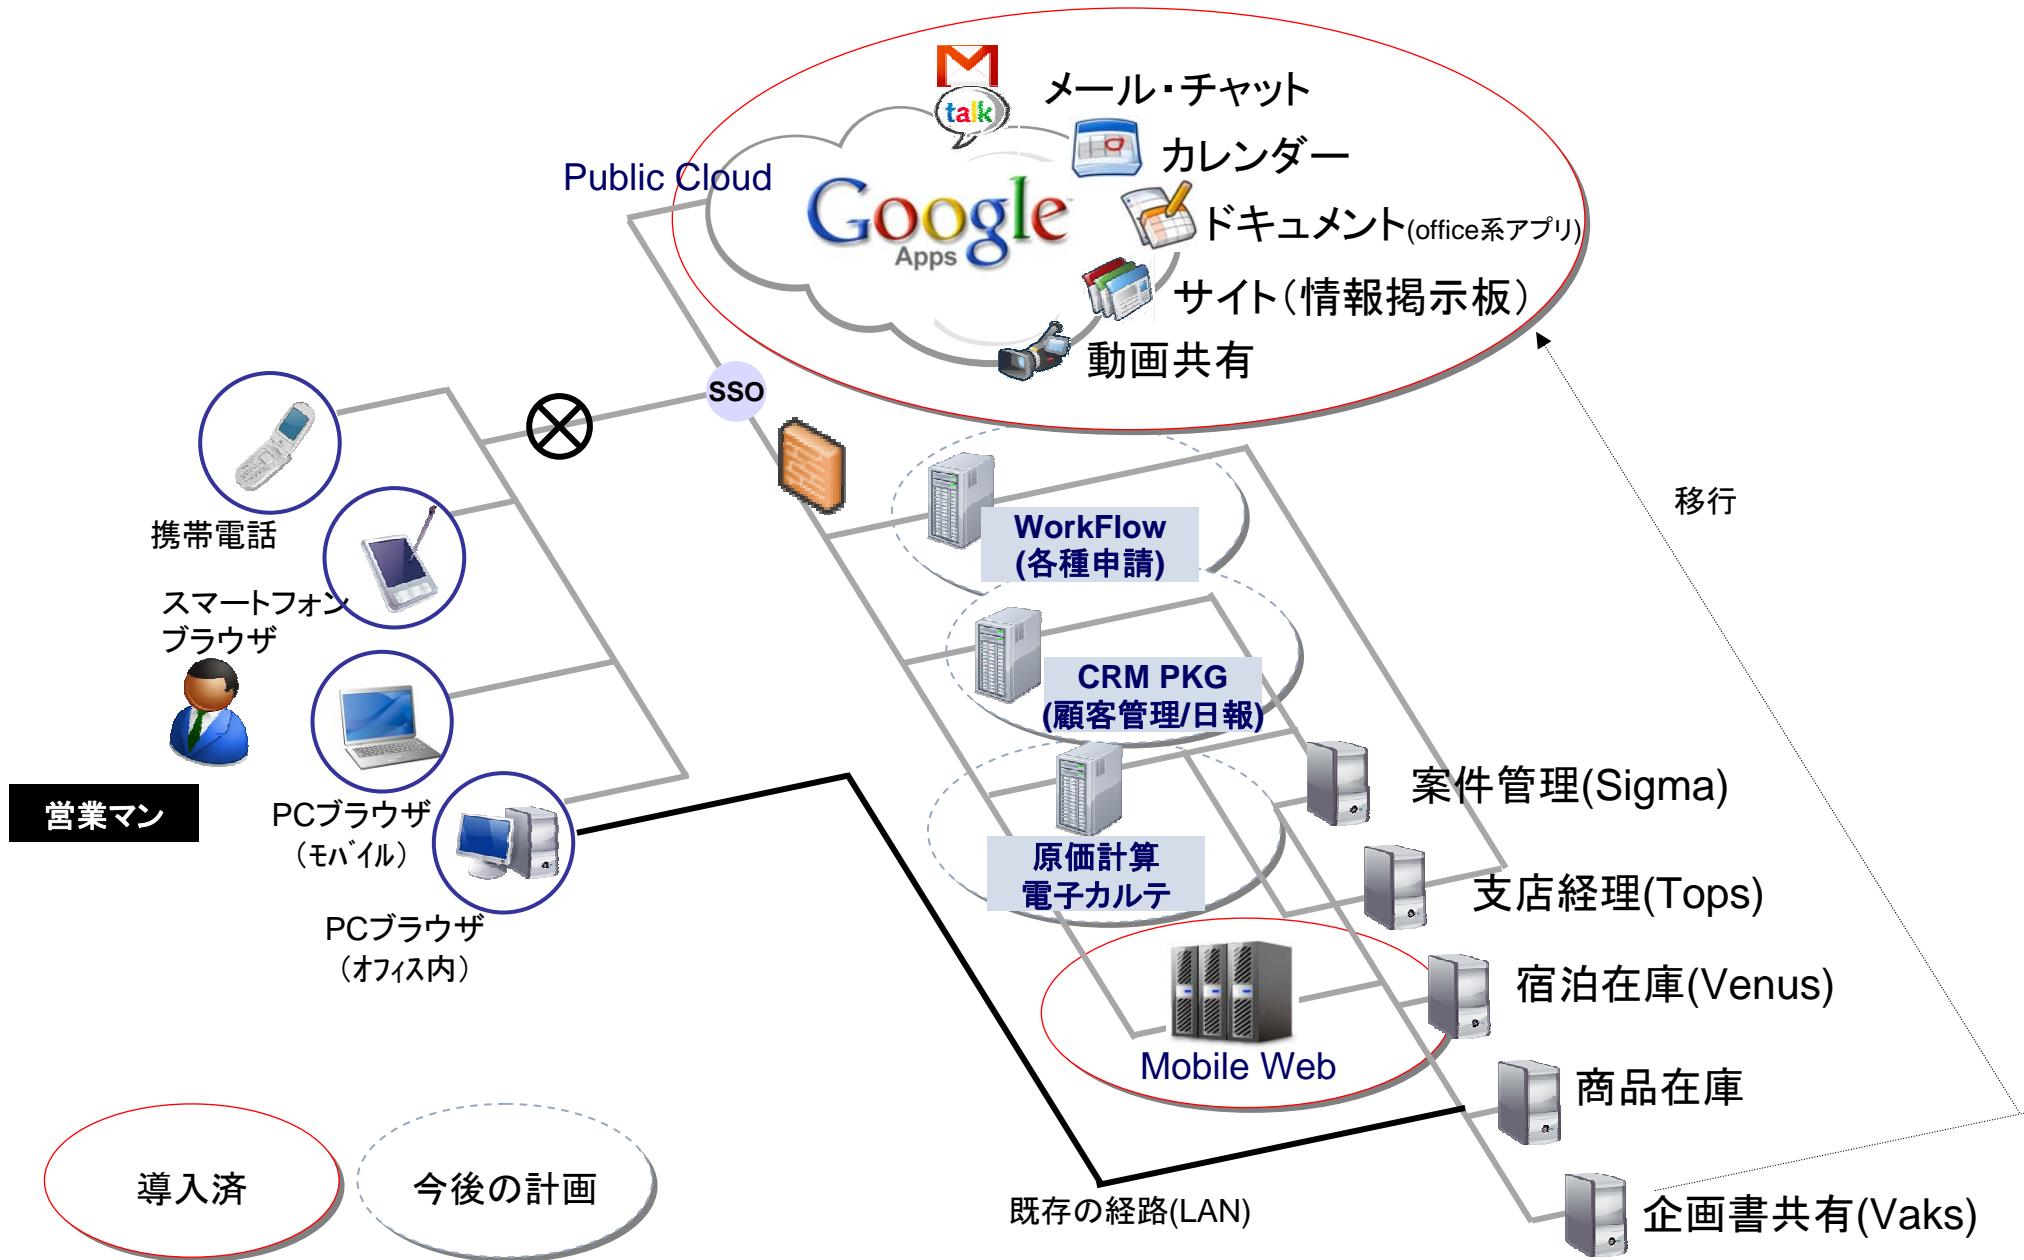 メール・チャット
talk
カレンダー
Public Cloud
Google
Apps
ドキュメント(office系アプリ)
サイト(情報掲示板)
動画共有
SSO
携帯電話
スマートフォン
ブラウザ
営業マン
PCブラウザ
(モバイル)
PCブラウザ
(オフィス内)
WorkFlow
(各種申請)
CRM PKG
(顧客管理/日報)
原価計算
電子カルテ
Mobile Web
移行
案件管理(Sigma)
支店経理(Tops)
宿泊在庫(Venus)
商品在庫
企画書共有(Vaks)
既存の経路(LAN)
導入済
今後の計画